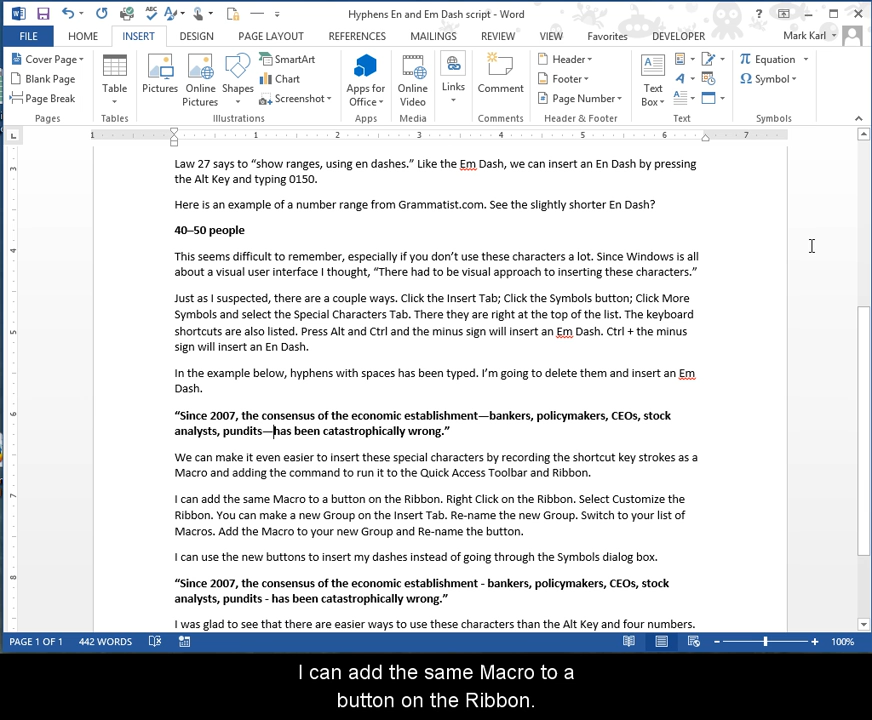 Hyphens En and Em Dash script - Word
FILE HOME INSERT DESIGN PAGE LAYOUT REFERENCES MAILINGS REVIEW VIEW Favorites DEVELOPER Mark Karl
Cover Page
Blank Page
Page Break
Pages
Table
Tables
Pictures
Online Pictures
Shapes
SmartArt
Chart
Screenshot
Illustrations
Apps for Office
Apps
Online Video
Media
Links
Comment
Comments
Header
Footer
Page Number
Header & Footer
Text Box
Text
Equation
Symbol
Symbols
1 1 2 3 4 5 6 7
3
4
5
6
7
8
Law 27 says to “show ranges, using en dashes.” Like the Em Dash, we can insert an En Dash by pressing
the Alt Key and typing 0150.
Here is an example of a number range from Grammatist.com. See the slightly shorter En Dash?
40–50 people
This seems difficult to remember, especially if you don’t use these characters a lot. Since Windows is all
about a visual user interface I thought, “There had to be visual approach to inserting these characters.”
Just as I suspected, there are a couple ways. Click the Insert Tab; Click the Symbols button; Click More
Symbols and select the Special Characters Tab. There they are right at the top of the list. The keyboard
shortcuts are also listed. Press Alt and Ctrl and the minus sign will insert an Em Dash. Ctrl + the minus
sign will insert an En Dash.
In the example below, hyphens with spaces has been typed. I’m going to delete them and insert an Em
Dash.
“Since 2007, the consensus of the economic establishment—bankers, policymakers, CEOs, stock
analysts, pundits—has been catastrophically wrong.”
We can make it even easier to insert these special characters by recording the shortcut key strokes as a
Macro and adding the command to run it to the Quick Access Toolbar and Ribbon.
I can add the same Macro to a button on the Ribbon. Right Click on the Ribbon. Select Customize the
Ribbon. You can make a new Group on the Insert Tab. Re-name the new Group. Switch to your list of
Macros. Add the Macro to your new Group and Re-name the button.
I can use the new buttons to insert my dashes instead of going through the Symbols dialog box.
“Since 2007, the consensus of the economic establishment - bankers, policymakers, CEOs, stock
analysts, pundits - has been catastrophically wrong.”
I was glad to see that there are easier ways to use these characters than the Alt Key and four numbers.
PAGE 1 OF 1 442 WORDS 100%
I can add the same Macro to a
button on the Ribbon.